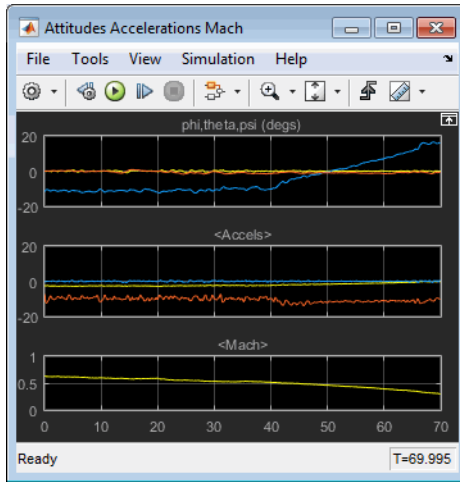 Attitudes Accelerations Mach
File Tools View Simulation Help
phi,theta,psi (degs)
20
0
-20
<Accels>
20
0
-20
<Mach>
1
0.5
0
0 10 20 30 40 50 60 70
Ready T=69.995